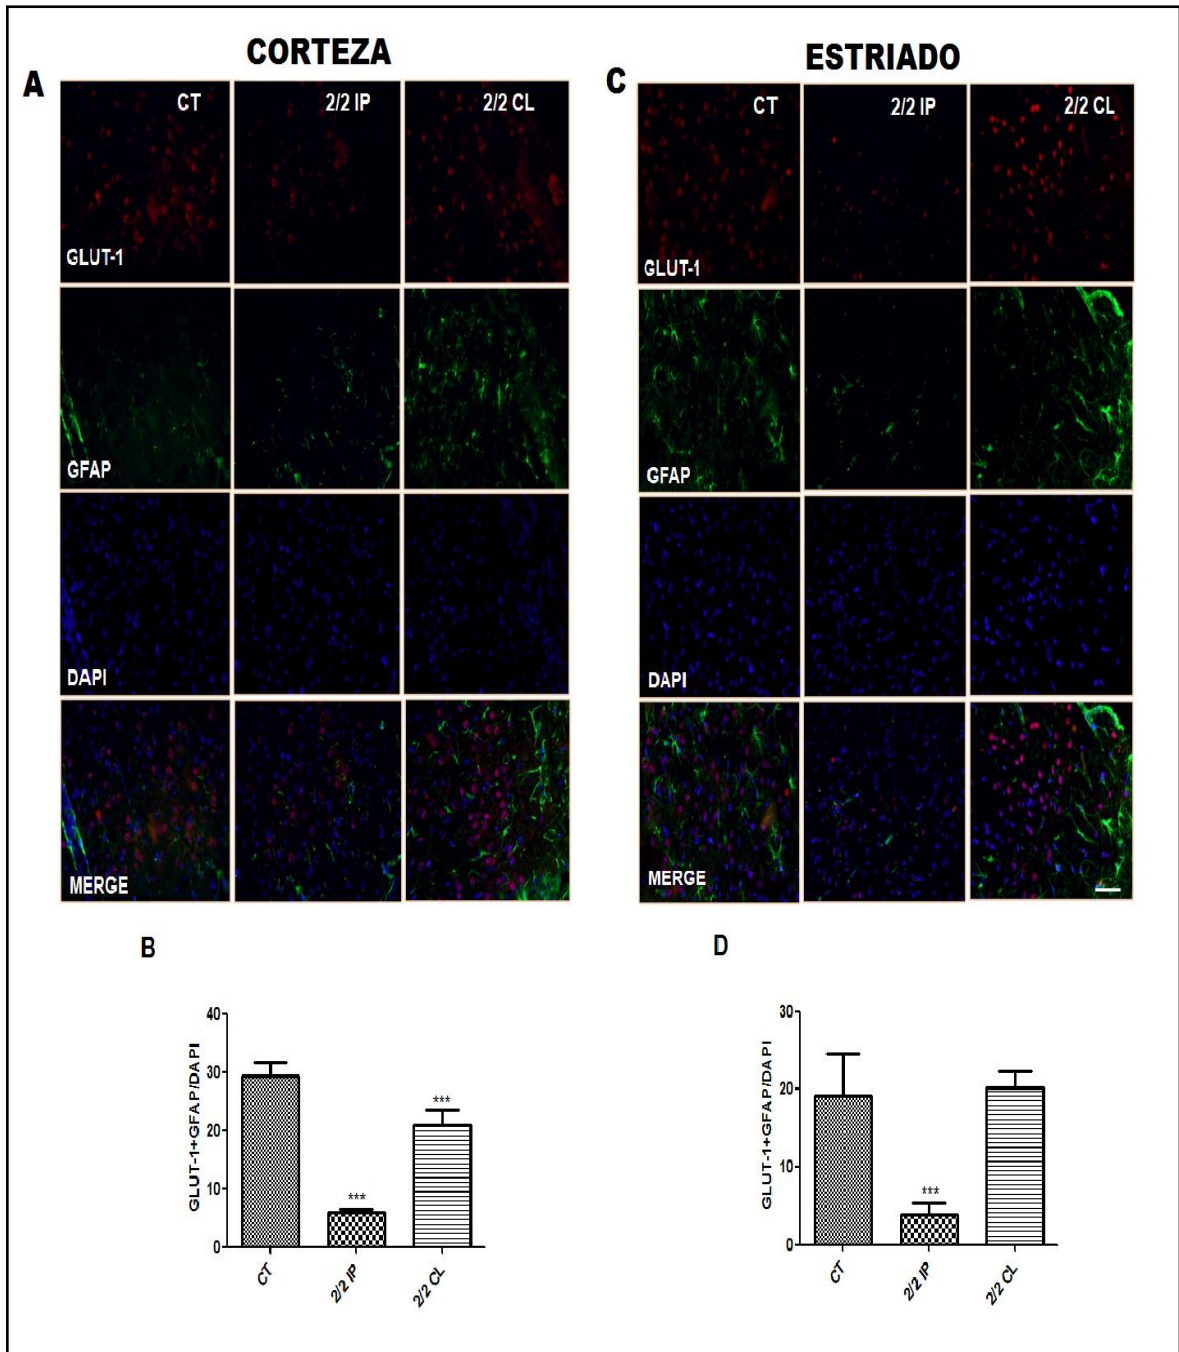 CORTEZA
ESTRIADO
A
CT
2/2 IP
2/2 CL
GLUT-1
GFAP
DAPI
MERGE
C
CT
2/2 IP
2/2 CL
GLUT-1
GFAP
DAPI
MERGE
B
GLUT-1+GFAP/DAPI
40
30
20
10
0
***
***
CT
2/2 IP
2/2 CL
D
GLUT-1+GFAP/DAPI
30
20
10
0
***
CT
2/2 IP
2/2 CL